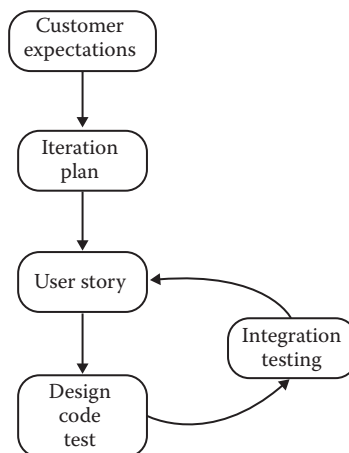 Customer
expectations
Iteration
plan
User story
Integration
testing
Design
code
test